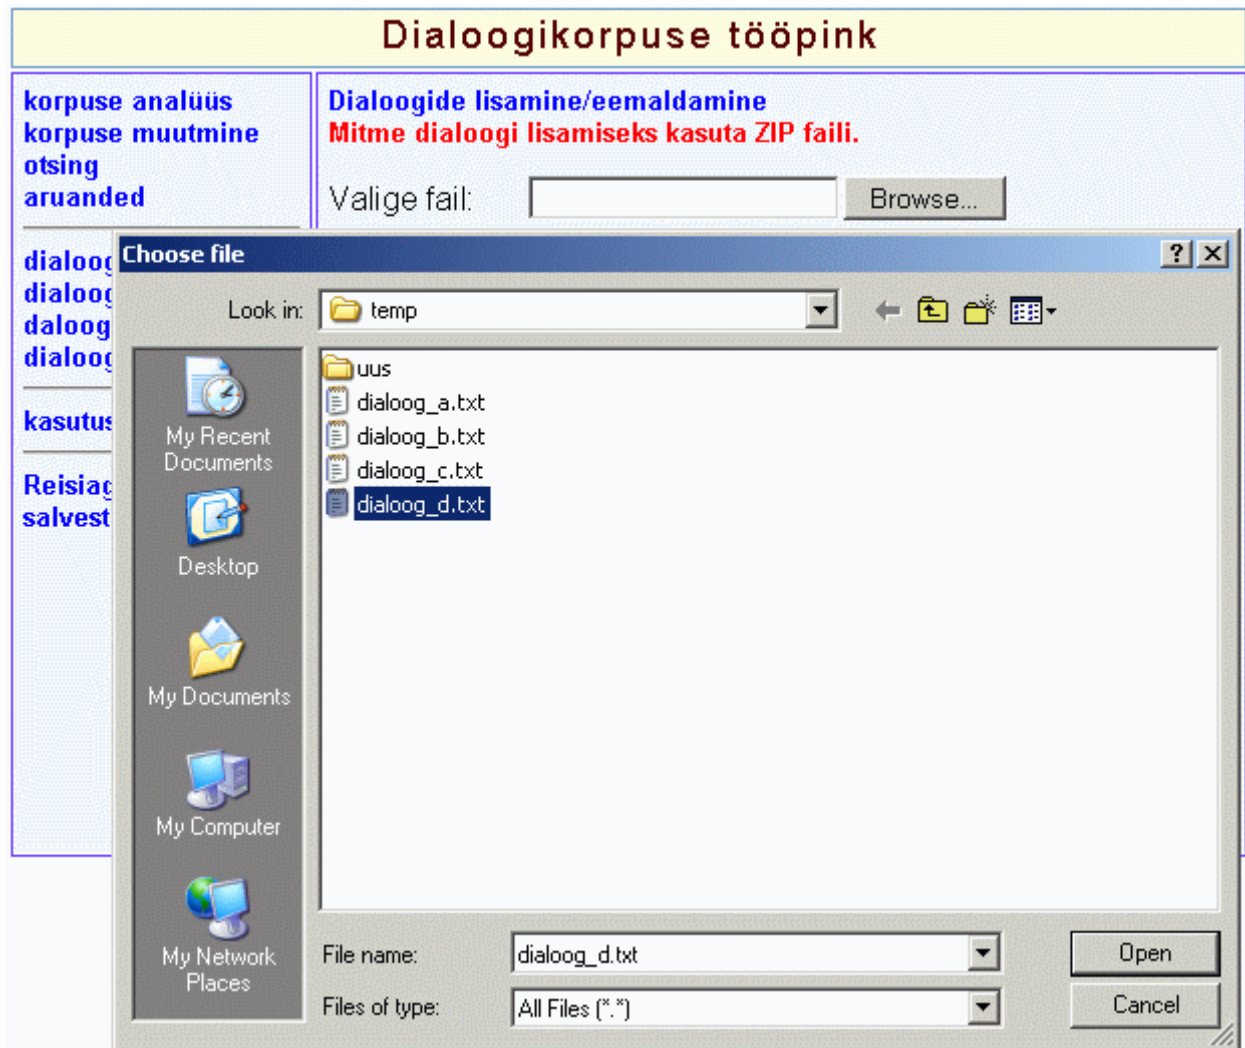 Dialoogikorpuse tööpink
korpuse analüüs
korpuse muutmine
otsing
aruanded
Dialoogide lisamine/eemaldamine
Mitme dialoogi lisamiseks kasuta ZIP faili.
Valige fail:
Browse...
Choose file
Look in:
temp
uus
dialoog_a.txt
dialoog_b.txt
dialoog_c.txt
dialoog_d.txt
My Recent
Documents
Desktop
My Documents
My Computer
My Network
Places
File name:
dialoog_d.txt
Open
Files of type:
All Files (*.*)
Cancel